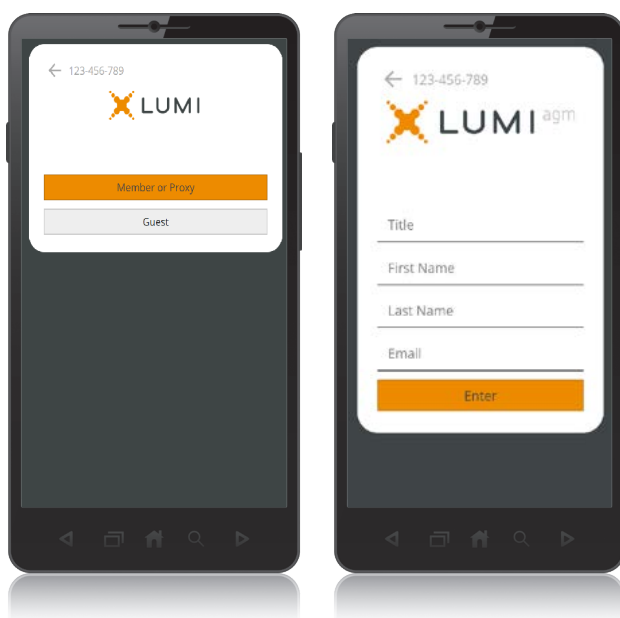 123-456-789
LUMI
Member or Proxy
Guest
123-456-789
LUMI agm
Title
First Name
Last Name
Email
Enter